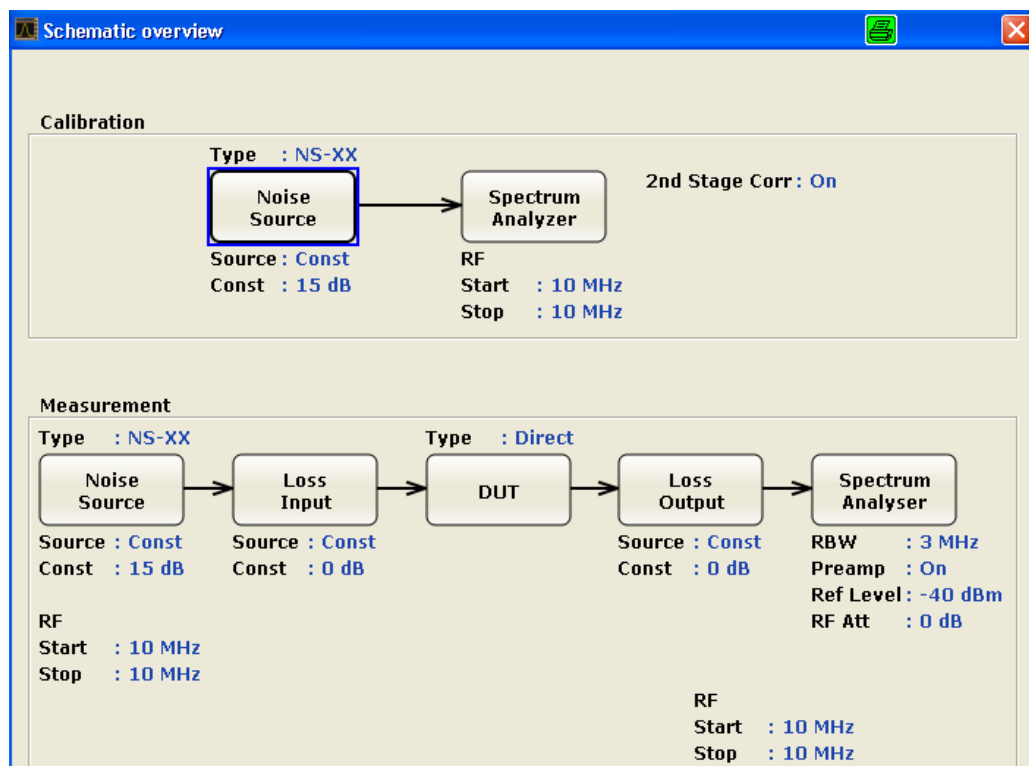 Schematic overview
Calibration
Type : NS-XX
Noise Source
Spectrum Analyzer
2nd Stage Corr : On
Source : Const
Const : 15 dB
RF
Start : 10 MHz
Stop : 10 MHz
Measurement
Type : NS-XX
Type : Direct
Noise Source
Loss Input
DUT
Loss Output
Spectrum Analyser
Source : Const
Const : 15 dB
Source : Const
Const : 0 dB
Source : Const
Const : 0 dB
RBW : 3 MHz
Preamp : On
Ref Level : -40 dBm
RF Att : 0 dB
RF
Start : 10 MHz
Stop : 10 MHz
RF
Start : 10 MHz
Stop : 10 MHz